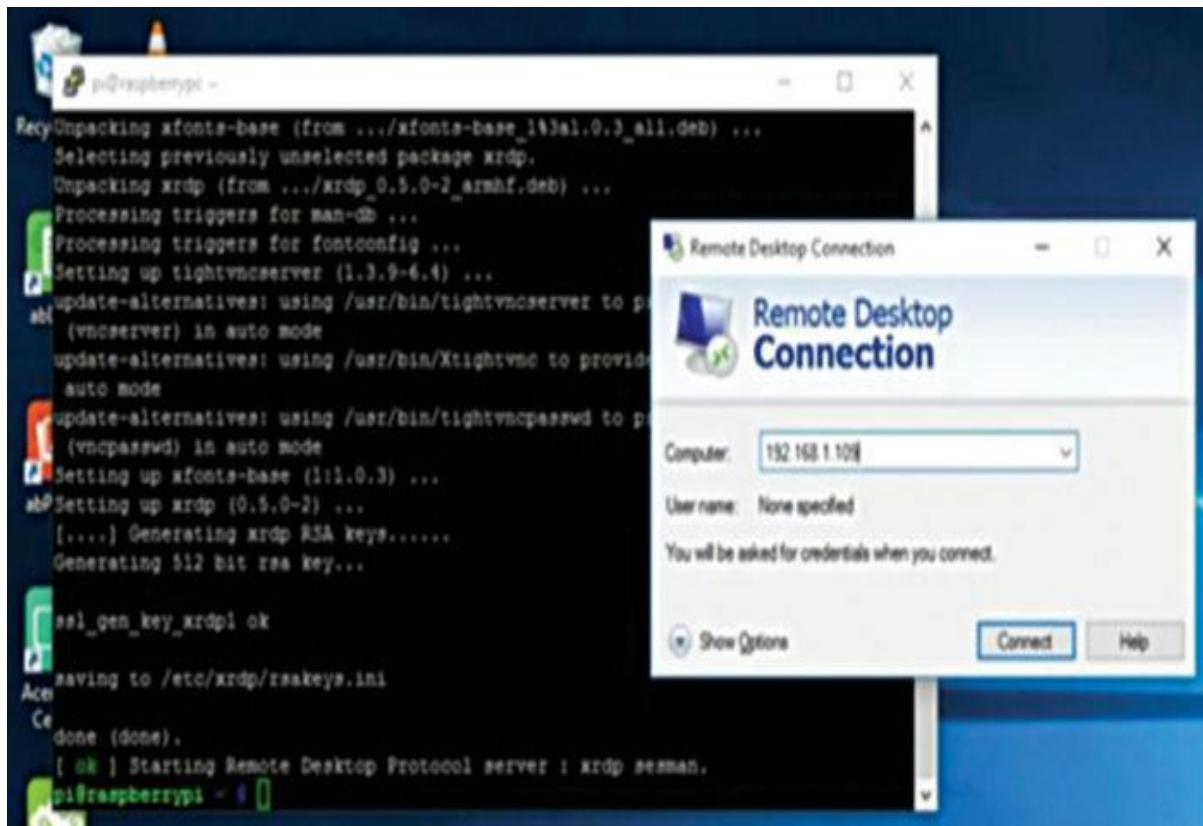 pi@raspberrypi: ~
Recy
Unpacking xfonts-base (from .../xfonts-base_1%3a1.0.3_all.deb) ...
Selecting previously unselected package xrdp.
Unpacking xrdp (from .../xrdp_0.5.0-2_armhf.deb) ...
Processing triggers for man-db ...
Processing triggers for fontconfig ...
Setting up tightvncserver (1.3.9-6.4) ...
update-alternatives: using /usr/bin/tightvncserver to p
(vncserver) in auto mode
update-alternatives: using /usr/bin/Xtightvnc to provide
auto mode
update-alternatives: using /usr/bin/tightvncpasswd to p
(vncpasswd) in auto mode
Setting up xfonts-base (1:1.0.3) ...
abP
Setting up xrdp (0.5.0-2) ...
[....] Generating xrdp RSA keys......
Generating 512 bit rsa key...
ssl_gen_key_xrdp1 ok
saving to /etc/xrdp/rsakeys.ini
Ace
Ce
done (done).
[ ok ] Starting Remote Desktop Protocol server : xrdp sesman.
pi@raspberrypi ~ $
Remote Desktop Connection
Remote Desktop
Connection
Computer: 192.168.1.109
User name: None specified
You will be asked for credentials when you connect.
Show Options
Connect Help